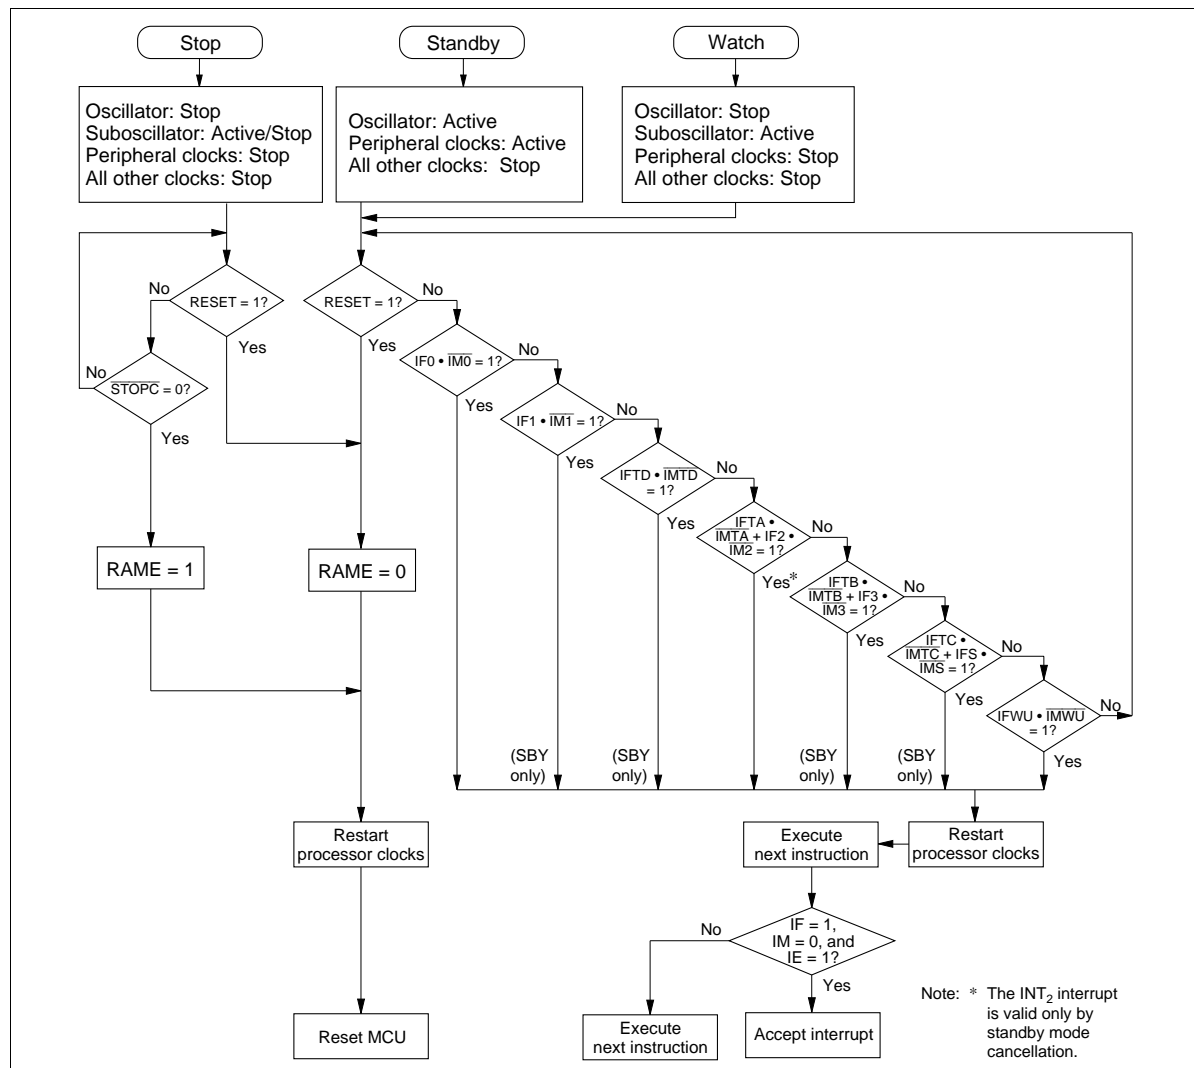 Stop
Standby
Watch
Oscillator: Stop
Suboscillator: Active/Stop
Peripheral clocks: Stop
All other clocks: Stop
Oscillator: Active
Peripheral clocks: Active
All other clocks: Stop
Oscillator: Stop
Suboscillator: Active
Peripheral clocks: Stop
All other clocks: Stop
RESET = 1?
No
Yes
RESET = 1?
No
Yes
STOPC = 0?
No
Yes
IF0 • IM0 = 1?
No
Yes
IF1 • IM1 = 1?
No
Yes
IFTD • IMTD
= 1?
No
Yes
IFTA •
IMTA + IF2 •
IM2 = 1?
No
Yes*
IFTB •
IMTB + IF3 •
IM3 = 1?
No
Yes
IFTC •
IMTC + IFS •
IMS = 1?
No
Yes
IFWU • IMWU
= 1?
No
Yes
RAME = 1
RAME = 0
(SBY
only)
(SBY
only)
(SBY
only)
(SBY
only)
Restart
processor clocks
Execute
next instruction
Restart
processor clocks
IF = 1,
IM = 0, and
IE = 1?
No
Yes
Reset MCU
Execute
next instruction
Accept interrupt
Note: * The INT2 interrupt
is valid only by
standby mode
cancellation.